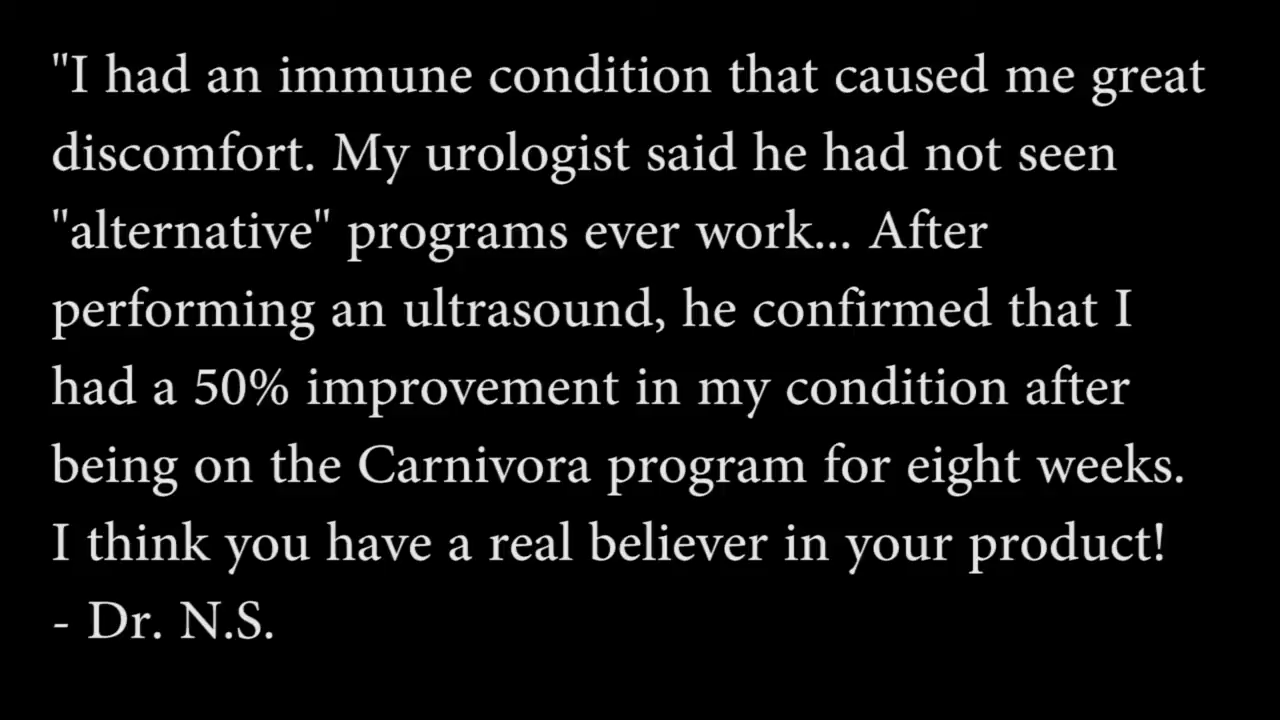 "I had an immune condition that caused me great
discomfort. My urologist said he had not seen
"alternative" programs ever work... After
performing an ultrasound, he confirmed that I
had a 50% improvement in my condition after
being on the Carnivora program for eight weeks.
I think you have a real believer in your product!
- Dr. N.S.